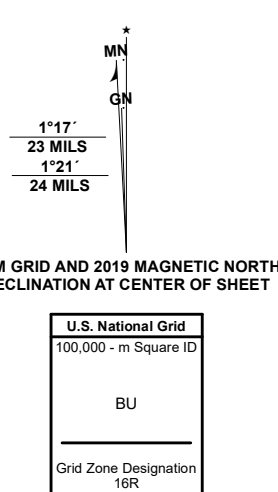 ★
MN
GN
1°17´
23 MILS
1°21´
24 MILS
M GRID AND 2019 MAGNETIC NORTH
ECLINATION AT CENTER OF SHEET
U.S. National Grid
100,000 - m Square ID
BU
Grid Zone Designation
16R